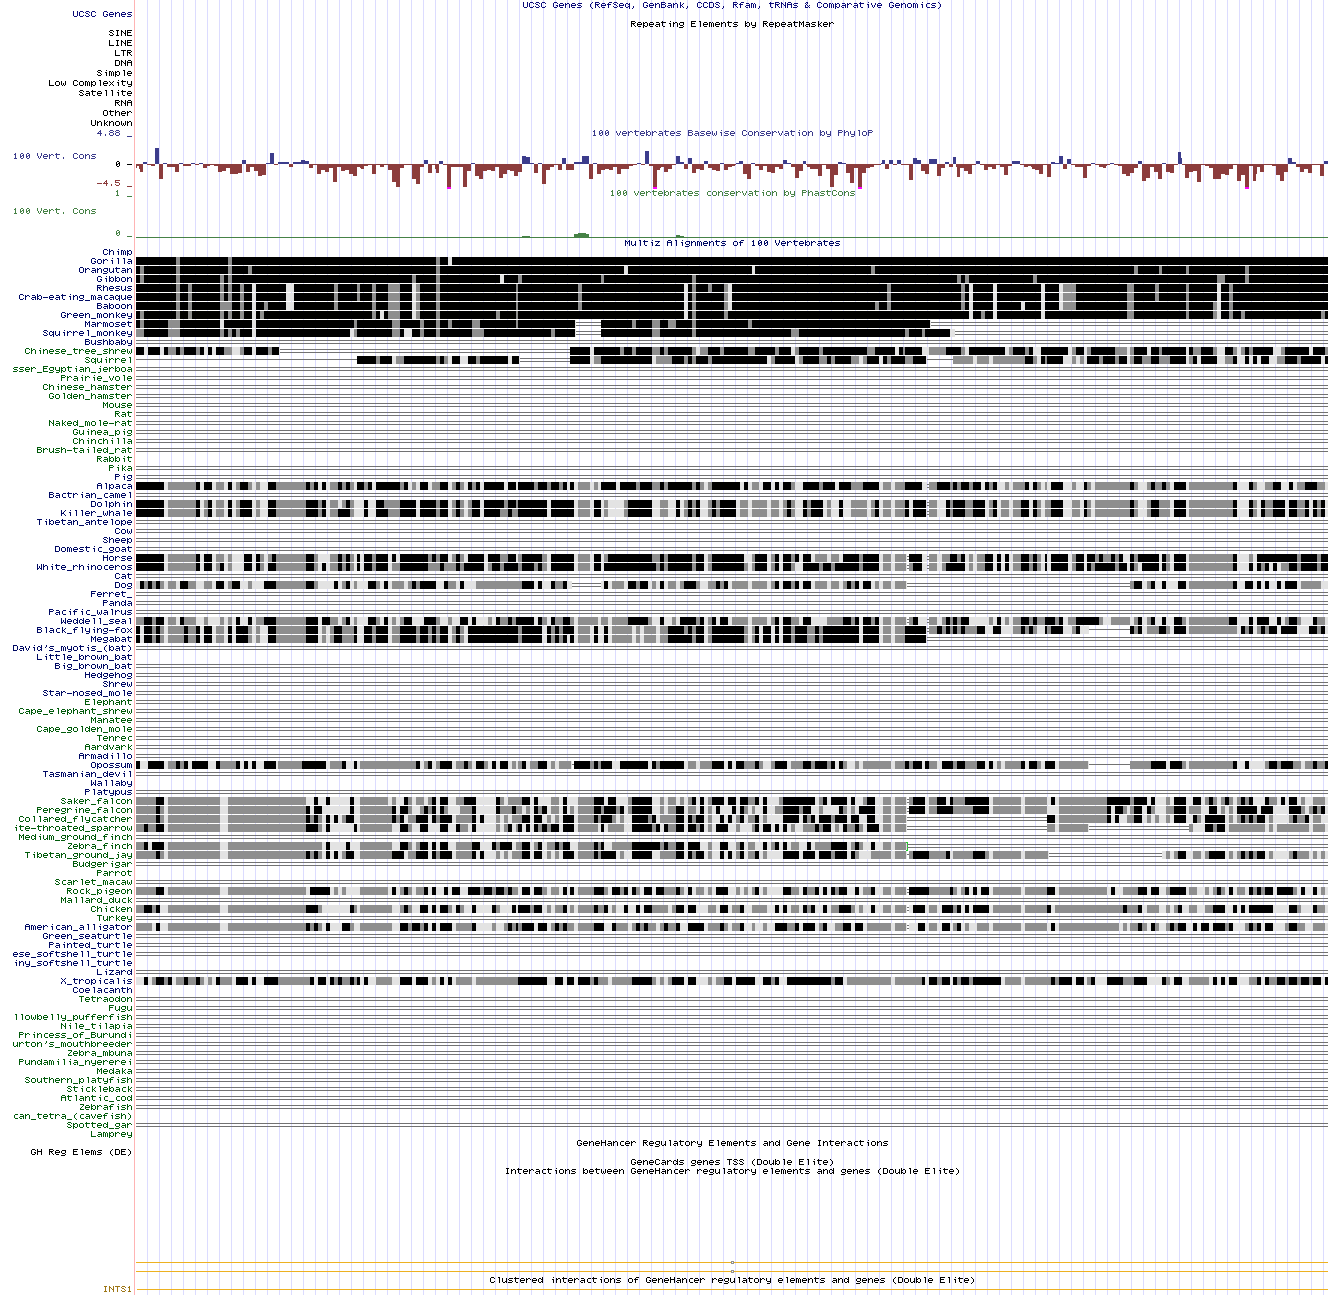 UCSC Genes (RefSeq, GenBank, CCDS, Rfam, tRNAs & Comparative Genomics)
UCSC Genes
Repeating Elements by RepeatMasker
SINE
LINE
LTR
DNA
Simple
Low Complexity
Satellite
RNA
Other
Unknown
4.88 _
100 vertebrates Basewise Conservation by PhyloP
100 Vert. Cons
0 _
-4.5 _
100 vertebrates conservation by PhastCons
1 _
100 Vert. Cons
0 _
Multiz Alignments of 100 Vertebrates
Chimp
Gorilla
Orangutan
Gibbon
Rhesus
Crab-eating_macaque
Baboon
Green_monkey
Marmoset
Squirrel_monkey
Bushbaby
Chinese_tree_shrew
Squirrel
sser_Egyptian_jerboa
Prairie_vole
Chinese_hamster
Golden_hamster
Mouse
Rat
Naked_mole-rat
Guinea_pig
Chinchilla
Brush-tailed_rat
Rabbit
Pika
Pig
Alpaca
Bactrian_camel
Dolphin
Killer_whale
Tibetan_antelope
Cow
Sheep
Domestic_goat
Horse
White_rhinoceros
Cat
Dog
Ferret_
Panda
Pacific_walrus
Weddell_seal
Black_flying-fox
Megabat
David's_myotis_(bat)
Little_brown_bat
Big_brown_bat
Hedgehog
Shrew
Star-nosed_mole
Elephant
Cape_elephant_shrew
Manatee
Cape_golden_mole
Tenrec
Aardvark
Armadillo
Opossum
Tasmanian_devil
Wallaby
Platypus
Saker_falcon
Peregrine_falcon
Collared_flycatcher
ite-throated_sparrow
Medium_ground_finch
Zebra_finch
Tibetan_ground_jay
Budgerigar
Parrot
Scarlet_macaw
Rock_pigeon
Mallard_duck
Chicken
Turkey
American_alligator
Green_seaturtle
Painted_turtle
ese_softshell_turtle
iny_softshell_turtle
Lizard
X_tropicalis
Coelacanth
Tetraodon
Fugu
llowbelly_pufferfish
Nile_tilapia
Princess_of_Burundi
urton's_mouthbreeder
Zebra_mbuna
Pundamilia_nyererei
Medaka
Southern_platyfish
Stickleback
Atlantic_cod
Zebrafish
can_tetra_(cavefish)
Spotted_gar
Lamprey
GeneHancer Regulatory Elements and Gene Interactions
GH Reg Elems (DE)
GeneCards genes TSS (Double Elite)
Interactions between GeneHancer regulatory elements and genes (Double Elite)
Clustered interactions of GeneHancer regulatory elements and genes (Double Elite)
INTS1